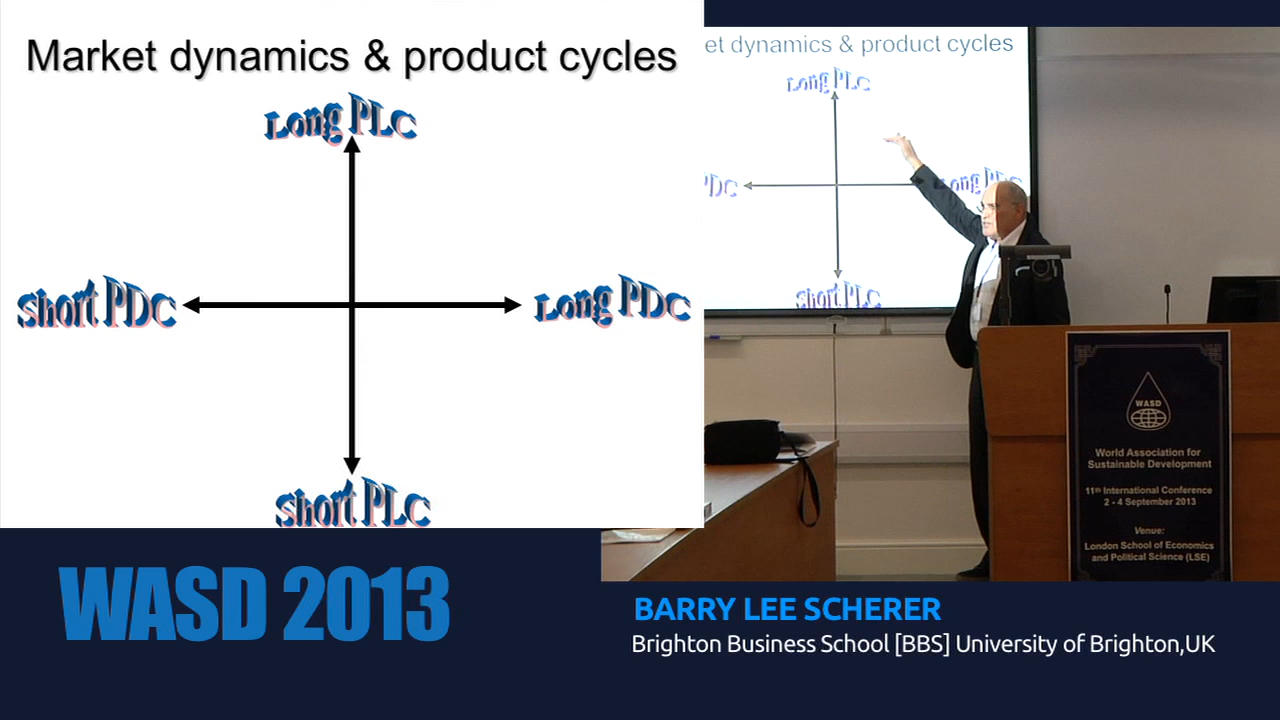 Market dynamics & product cycles
Long PLC
short PDC
Long PDC
short PLC
et dynamics & product cycles
Long PLC
PDC
Long PDC
short PLC
WASD
World Association for
Sustainable Development
11th International Conference
2 - 4 September 2013
Venue:
London School of Economics
and Political Science (LSE)
WASD 2013
BARRY LEE SCHERER
Brighton Business School [BBS] University of Brighton,UK